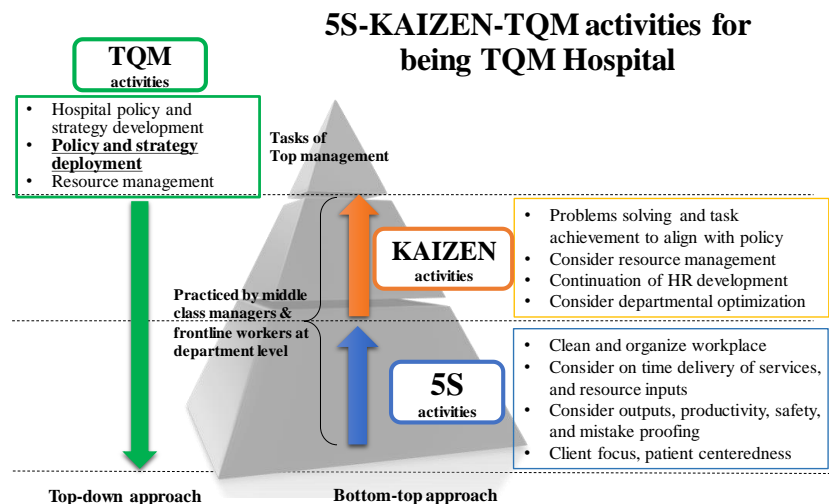 5S-KAIZEN-TQM activities for
being TQM Hospital
TQM
activities
• Hospital policy and
strategy development
• Policy and strategy
deployment
• Resource management
Tasks of
Top management
KAIZEN
activities
• Problems solving and task
achievement to align with policy
• Consider resource management
• Continuation of HR development
• Consider departmental optimization
Practiced by middle
class managers &
frontline workers at
department level
5S
activities
• Clean and organize workplace
• Consider on time delivery of services,
and resource inputs
• Consider outputs, productivity, safety,
and mistake proofing
• Client focus, patient centeredness
Top-down approach
Bottom-top approach